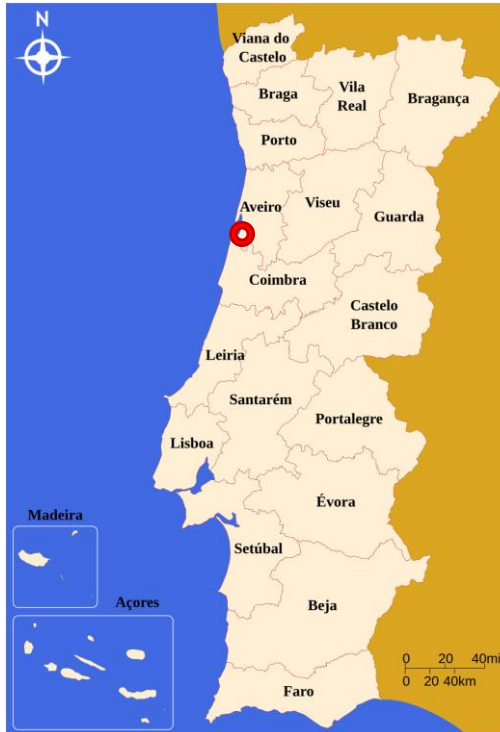 N
Viana do
Castelo
Braga
Vila
Real
Bragança
Porto
Aveiro
Viseu
Guarda
Coimbra
Castelo
Branco
Leiria
Santarém
Portalegre
Lisboa
Évora
Madeira
Setúbal
Açores
Beja
0 20 40mi
0 20 40km
Faro